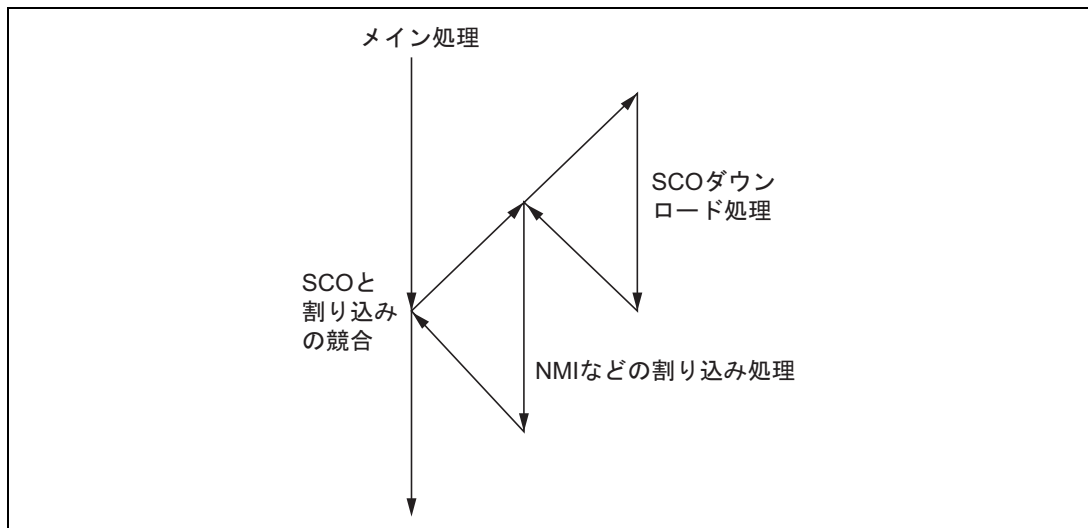 メイン処理
SCOダウン
ロード処理
SCOと
割り込み
の競合
NMIなどの割り込み処理